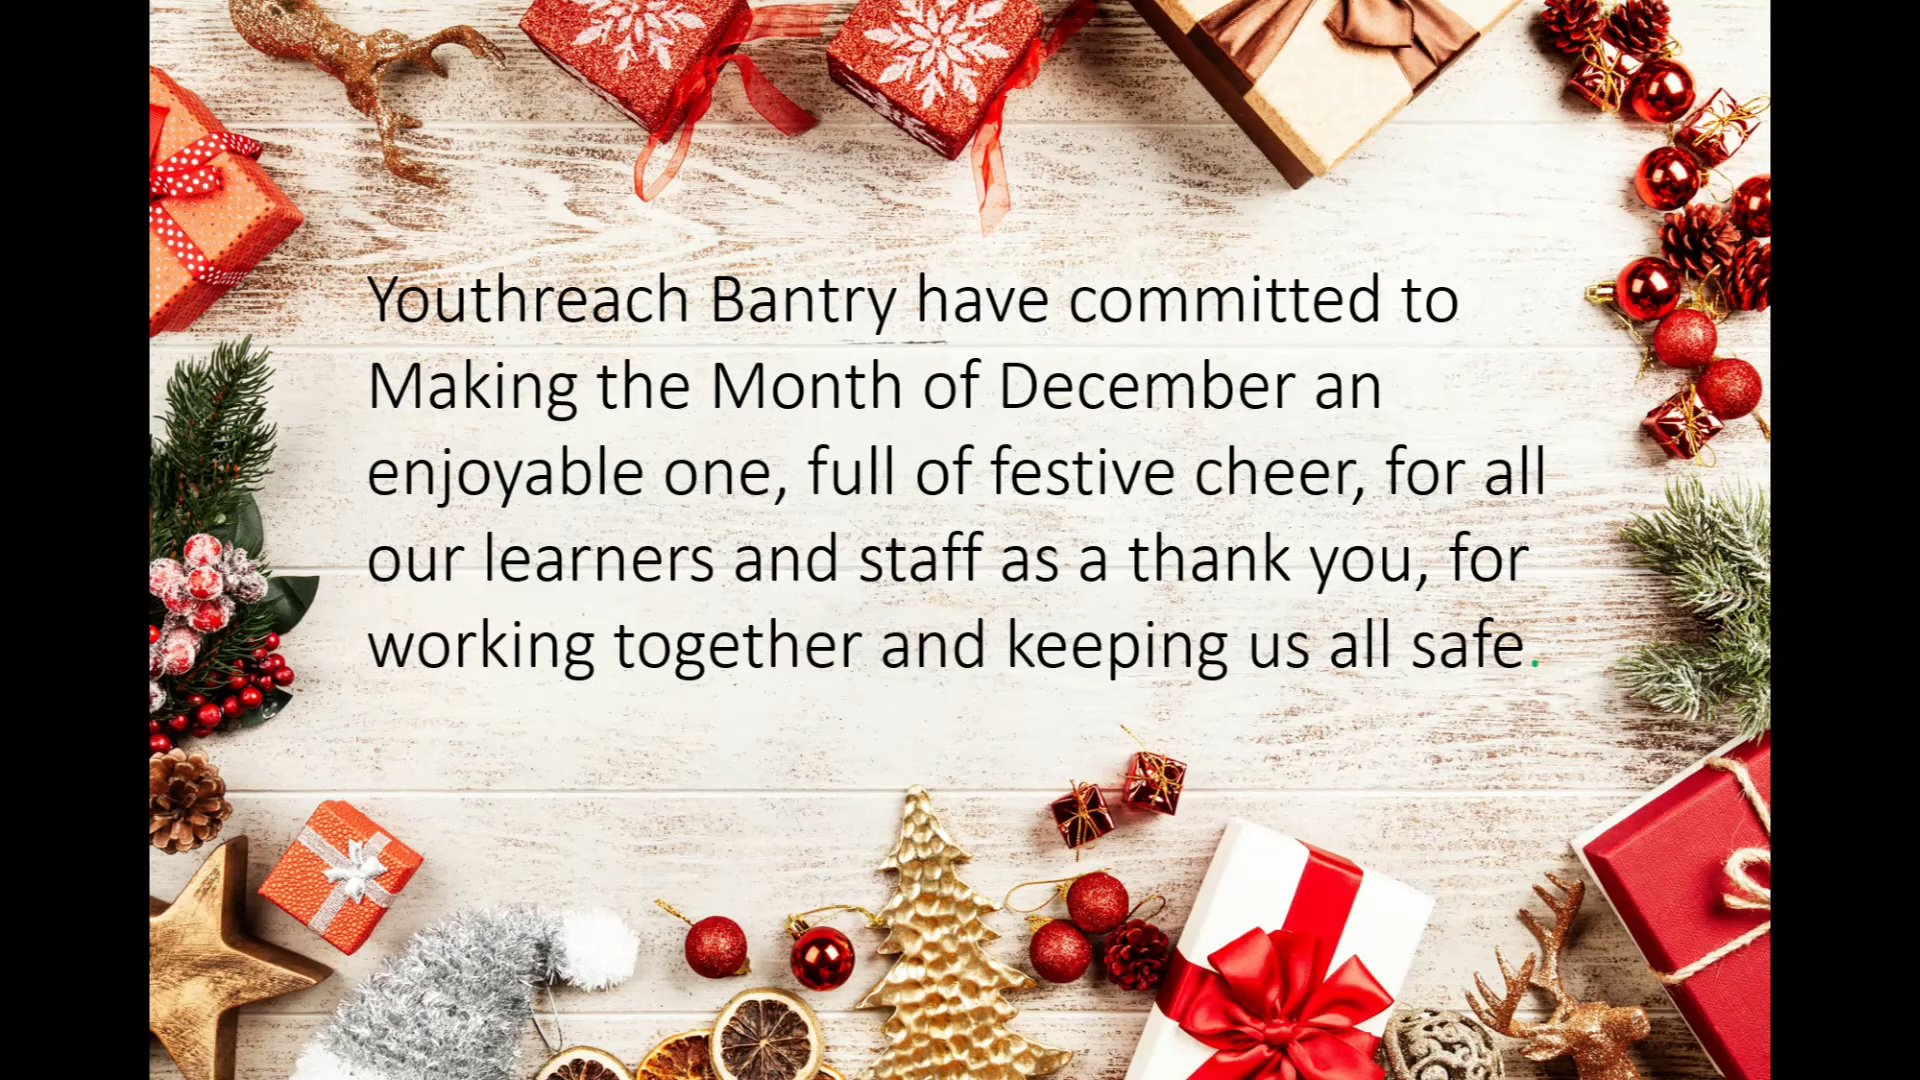 Youthreach Bantry have committed to
Making the Month of December an
enjoyable one, full of festive cheer, for all
our learners and staff as a thank you, for
working together and keeping us all safe.